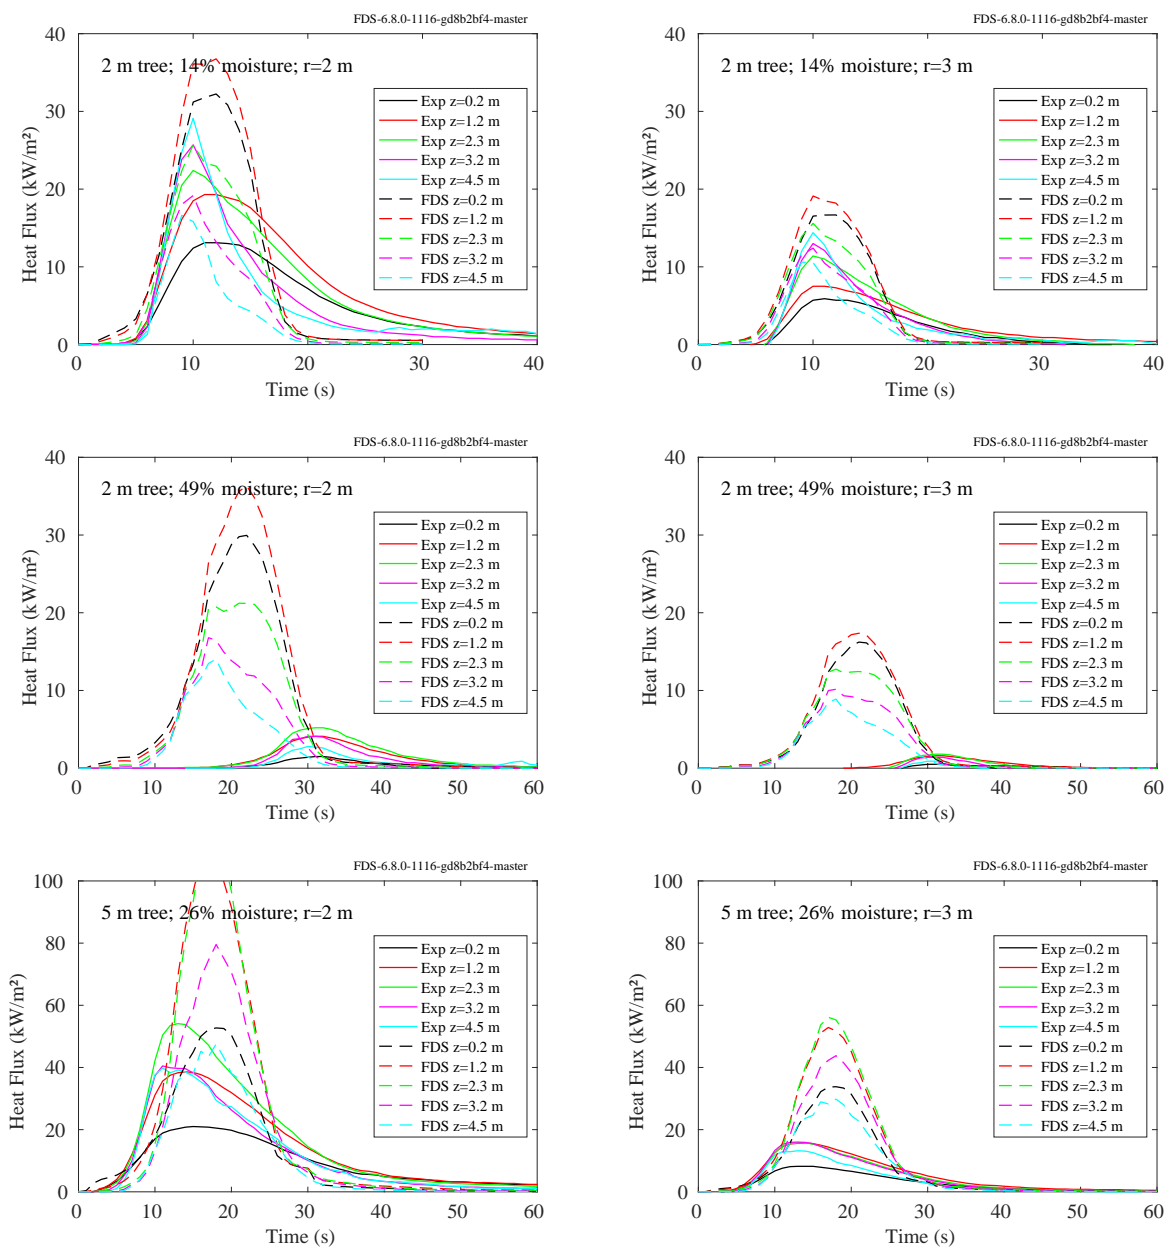 FDS-6.8.0-1116-gd8b2bf4-master
2 m tree; 14% moisture; r=2 m
Heat Flux (kW/m²)
40
30
20
10
0
Exp z=0.2 m
Exp z=1.2 m
Exp z=2.3 m
Exp z=3.2 m
Exp z=4.5 m
FDS z=0.2 m
FDS z=1.2 m
FDS z=2.3 m
FDS z=3.2 m
FDS z=4.5 m
0 10 20 30 40
Time (s)
FDS-6.8.0-1116-gd8b2bf4-master
2 m tree; 14% moisture; r=3 m
Heat Flux (kW/m²)
40
30
20
10
0
Exp z=0.2 m
Exp z=1.2 m
Exp z=2.3 m
Exp z=3.2 m
Exp z=4.5 m
FDS z=0.2 m
FDS z=1.2 m
FDS z=2.3 m
FDS z=3.2 m
FDS z=4.5 m
0 10 20 30 40
Time (s)
FDS-6.8.0-1116-gd8b2bf4-master
2 m tree; 49% moisture; r=2 m
Heat Flux (kW/m²)
40
30
20
10
0
Exp z=0.2 m
Exp z=1.2 m
Exp z=2.3 m
Exp z=3.2 m
Exp z=4.5 m
FDS z=0.2 m
FDS z=1.2 m
FDS z=2.3 m
FDS z=3.2 m
FDS z=4.5 m
0 10 20 30 40 50 60
Time (s)
FDS-6.8.0-1116-gd8b2bf4-master
2 m tree; 49% moisture; r=3 m
Heat Flux (kW/m²)
40
30
20
10
0
Exp z=0.2 m
Exp z=1.2 m
Exp z=2.3 m
Exp z=3.2 m
Exp z=4.5 m
FDS z=0.2 m
FDS z=1.2 m
FDS z=2.3 m
FDS z=3.2 m
FDS z=4.5 m
0 10 20 30 40 50 60
Time (s)
FDS-6.8.0-1116-gd8b2bf4-master
5 m tree; 26% moisture; r=2 m
Heat Flux (kW/m²)
100
80
60
40
20
0
Exp z=0.2 m
Exp z=1.2 m
Exp z=2.3 m
Exp z=3.2 m
Exp z=4.5 m
FDS z=0.2 m
FDS z=1.2 m
FDS z=2.3 m
FDS z=3.2 m
FDS z=4.5 m
0 10 20 30 40 50 60
Time (s)
FDS-6.8.0-1116-gd8b2bf4-master
5 m tree; 26% moisture; r=3 m
Heat Flux (kW/m²)
100
80
60
40
20
0
Exp z=0.2 m
Exp z=1.2 m
Exp z=2.3 m
Exp z=3.2 m
Exp z=4.5 m
FDS z=0.2 m
FDS z=1.2 m
FDS z=2.3 m
FDS z=3.2 m
FDS z=4.5 m
0 10 20 30 40 50 60
Time (s)